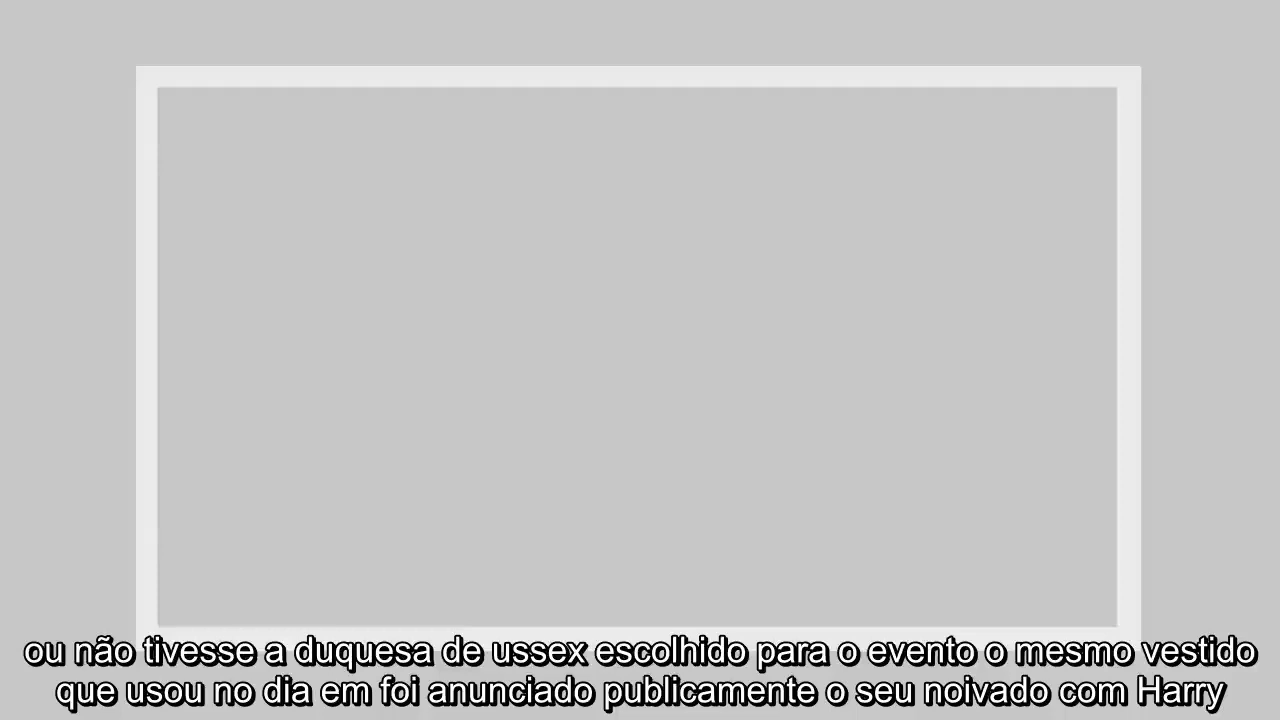 ou não tivesse a duquesa de ussex escolhido para o evento o mesmo vestido
que usou no dia em foi anunciado publicamente o seu noivado com Harry